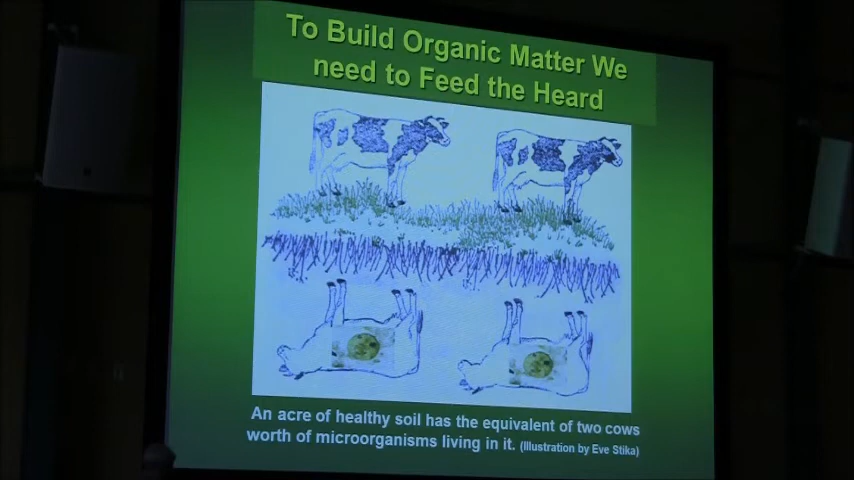 To Build Organic Matter We
need to Feed the Heard
An acre of healthy soil has the equivalent of two cows
worth of microorganisms living in it. (Illustration by Eve Stika)